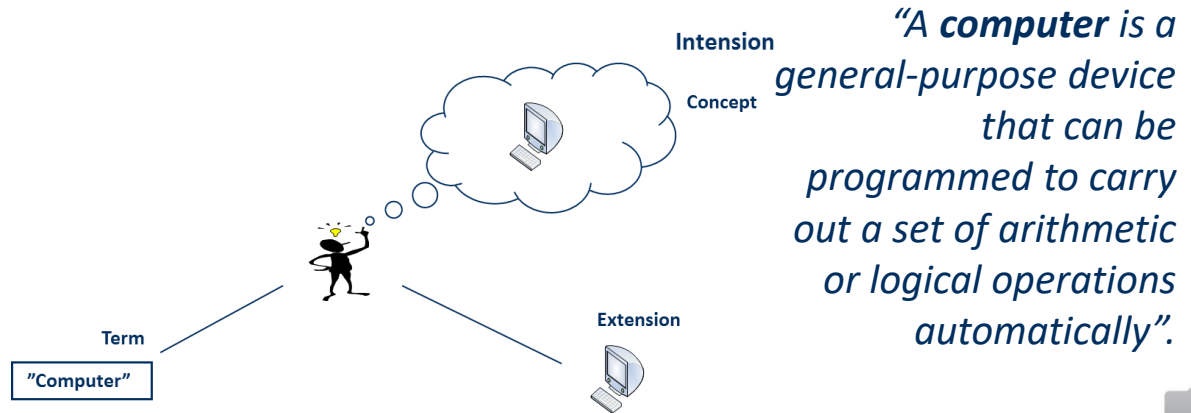 Intension
Concept
Extension
Term
”Computer”
“A computer is a
general-purpose device
that can be
programmed to carry
out a set of arithmetic
or logical operations
automatically”.